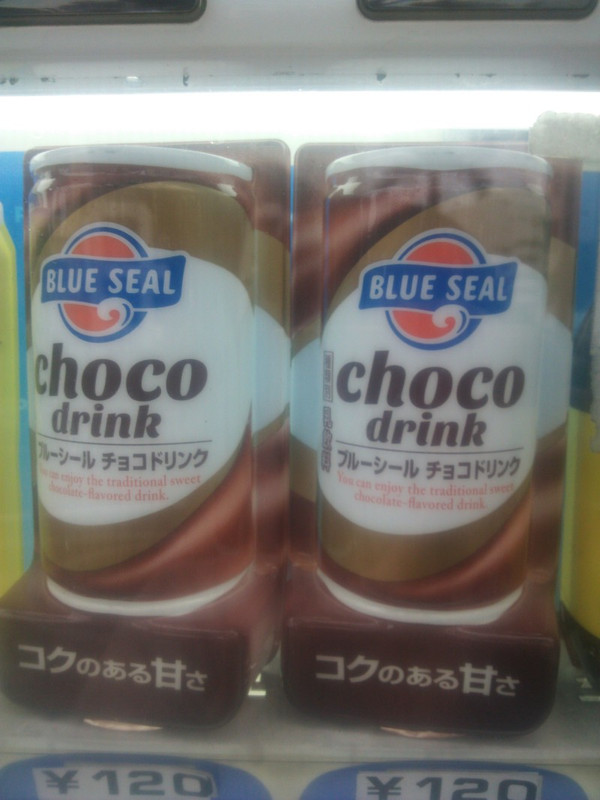 BLUE SEAL
choco
drink
ブルーシール チョコドリンク
You can enjoy the traditional sweet
chocolate-flavored drink.
コクのある甘さ
¥120
BLUE SEAL
choco
drink
ブルーシール チョコドリンク
You can enjoy the traditional sweet
chocolate-flavored drink.
コクのある甘さ
¥120